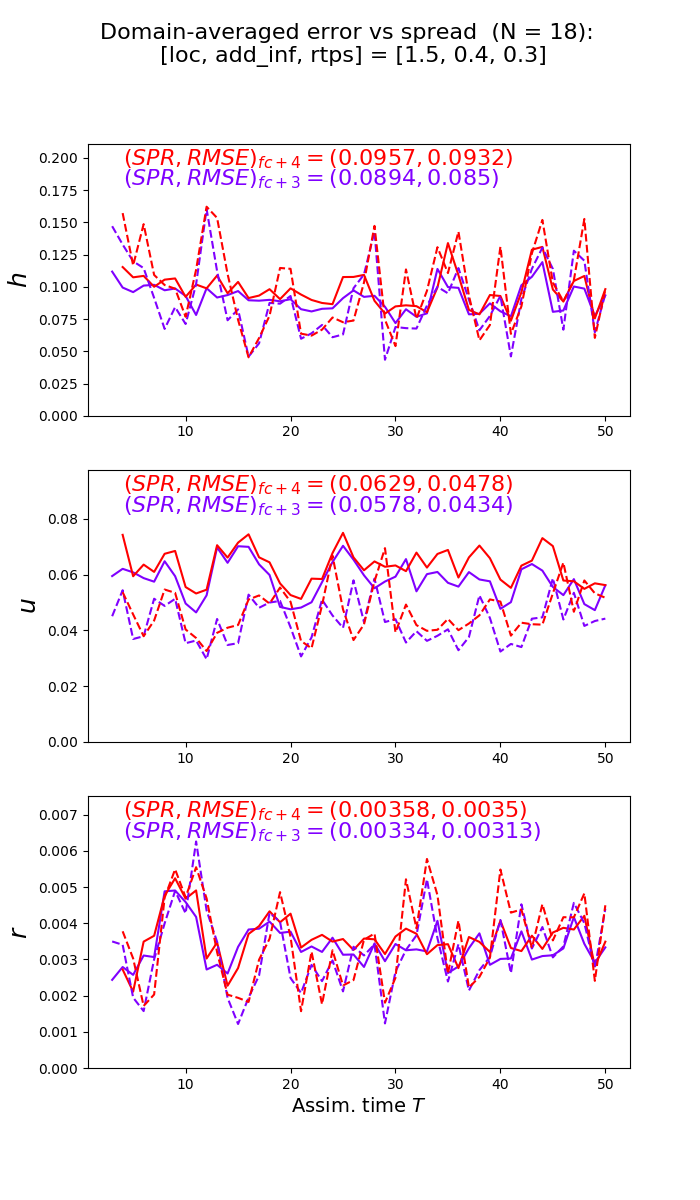 Domain-averaged error vs spread (N = 18):
[loc, add_inf, rtps] = [1.5, 0.4, 0.3]
(SPR, RMSE)fc+4 = (0.0957, 0.0932)
(SPR, RMSE)fc+3 = (0.0894, 0.085)
0.200
0.175
0.150
0.125
0.100
0.075
0.050
0.025
0.000
h
10 20 30 40 50
(SPR, RMSE)fc+4 = (0.0629, 0.0478)
(SPR, RMSE)fc+3 = (0.0578, 0.0434)
0.08
0.06
0.04
0.02
0.00
u
10 20 30 40 50
(SPR, RMSE)fc+4 = (0.00358, 0.0035)
(SPR, RMSE)fc+3 = (0.00334, 0.00313)
0.007
0.006
0.005
0.004
0.003
0.002
0.001
0.000
r
10 20 30 40 50
Assim. time T